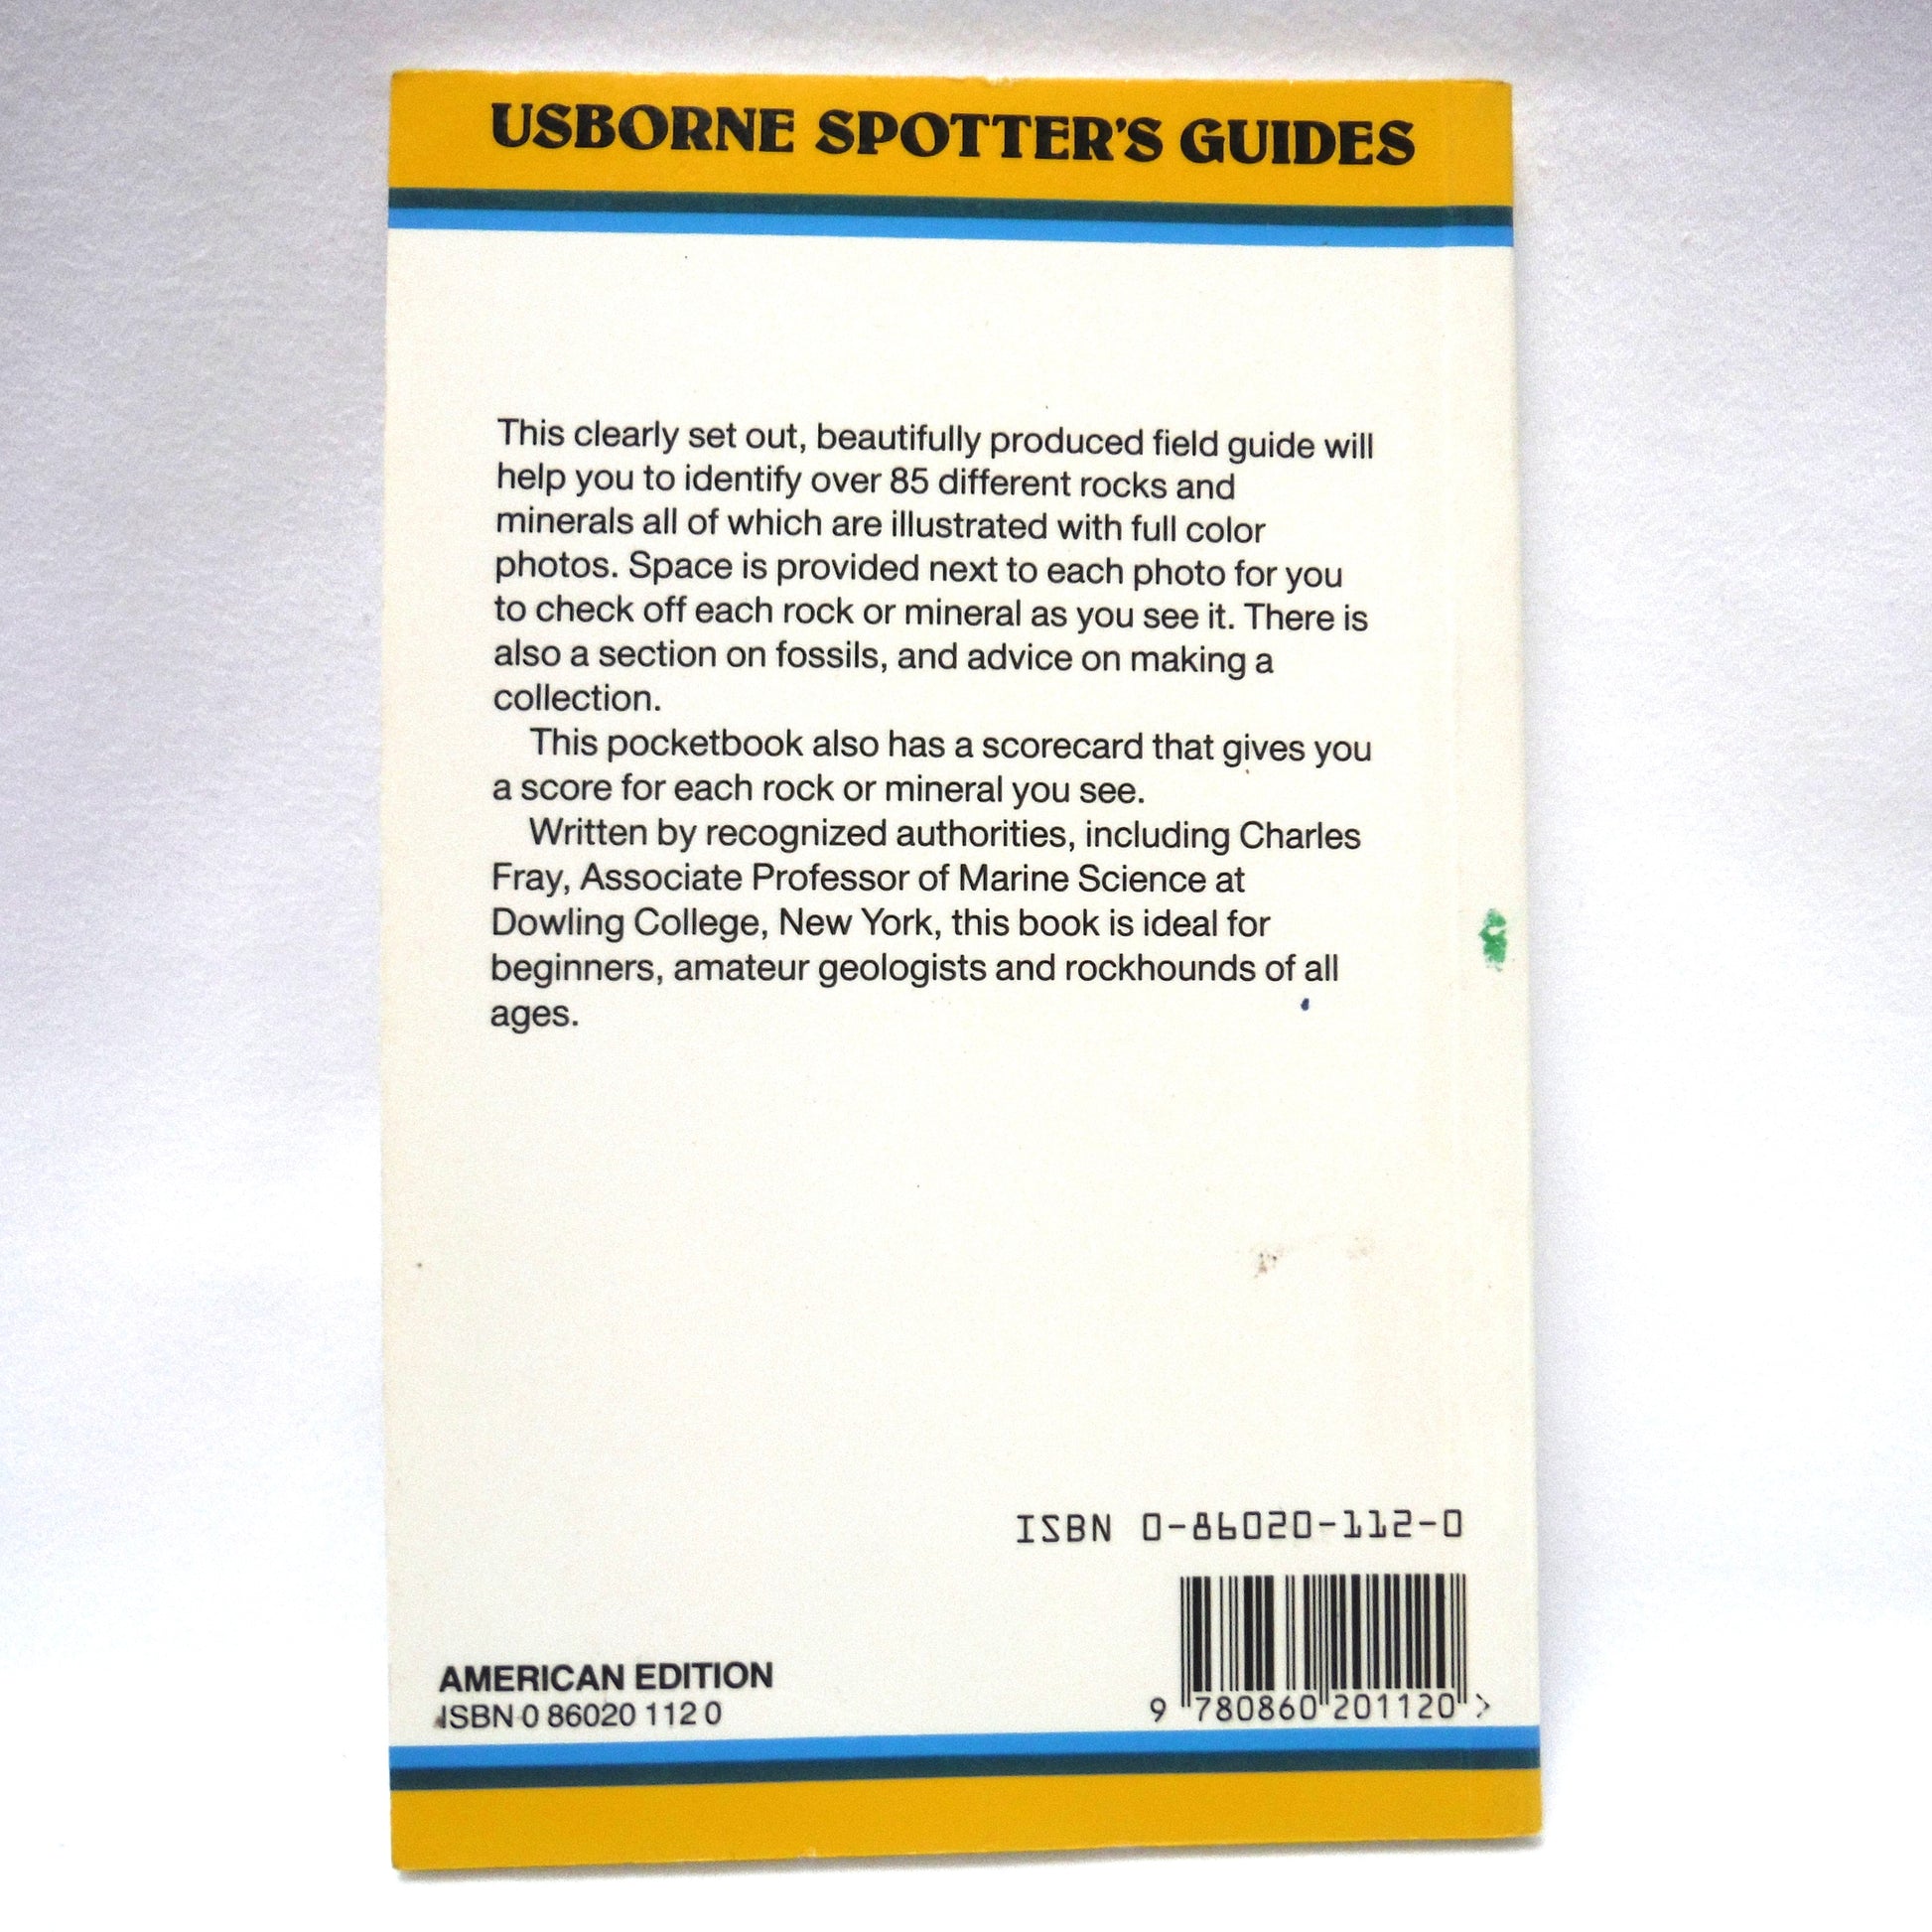 USBORNE SPOTTER'S GUIDES
This clearly set out, beautifully produced field guide will
help you to identify over 85 different rocks and
minerals all of which are illustrated with full color
photos. Space is provided next to each photo for you
to check off each rock or mineral as you see it. There is
also a section on fossils, and advice on making a
collection.
This pocketbook also has a scorecard that gives you
a score for each rock or mineral you see.
Written by recognized authorities, including Charles
Fray, Associate Professor of Marine Science at
Dowling College, New York, this book is ideal for
beginners, amateur geologists and rockhounds of all
ages.
ISBN 0-86020-112-0
AMERICAN EDITION
ISBN 0 86020 112 0
9 780860 201120 >